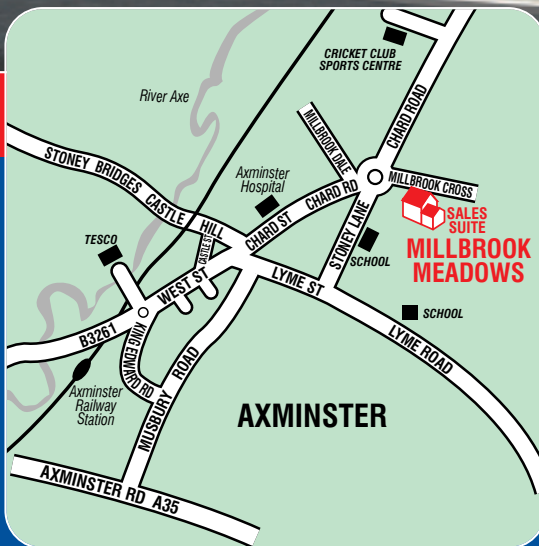 CRICKET CLUB
SPORTS CENTRE
River Axe
CHARD ROAD
MILLBROOK DALE
STONEY BRIDGES
CASTLE HILL
Axminster
Hospital
CHARD RD
MILLBROOK CROSS
CHARD ST
CASTLE ST
STONEY LANE
SALES
SUITE
MILLBROOK
MEADOWS
TESCO
SCHOOL
WEST ST
LYME ST
SCHOOL
B3261
KING EDWARD RD
LYME ROAD
MUSBURY ROAD
Axminster
Railway
Station
AXMINSTER
AXMINSTER RD A35